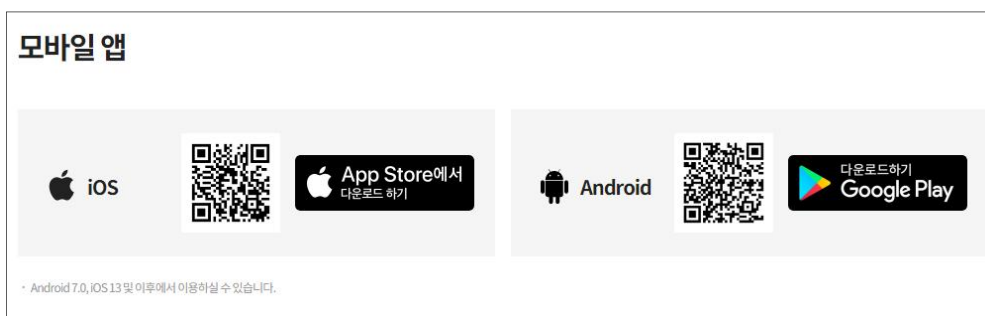 모바일 앱
iOS
App Store에서
다운로드 하기
Android
다운로드하기
Google Play
· Android 7.0, iOS 13 및 이후에서 이용하실 수 있습니다.